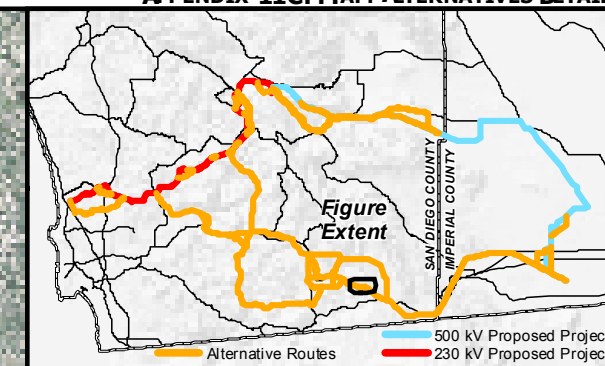 SAN DIEGO COUNTY
IMPERIAL COUNTY
Figure
Extent
500 kV Proposed Projec
Alternative Routes
230 kV Proposed Projec